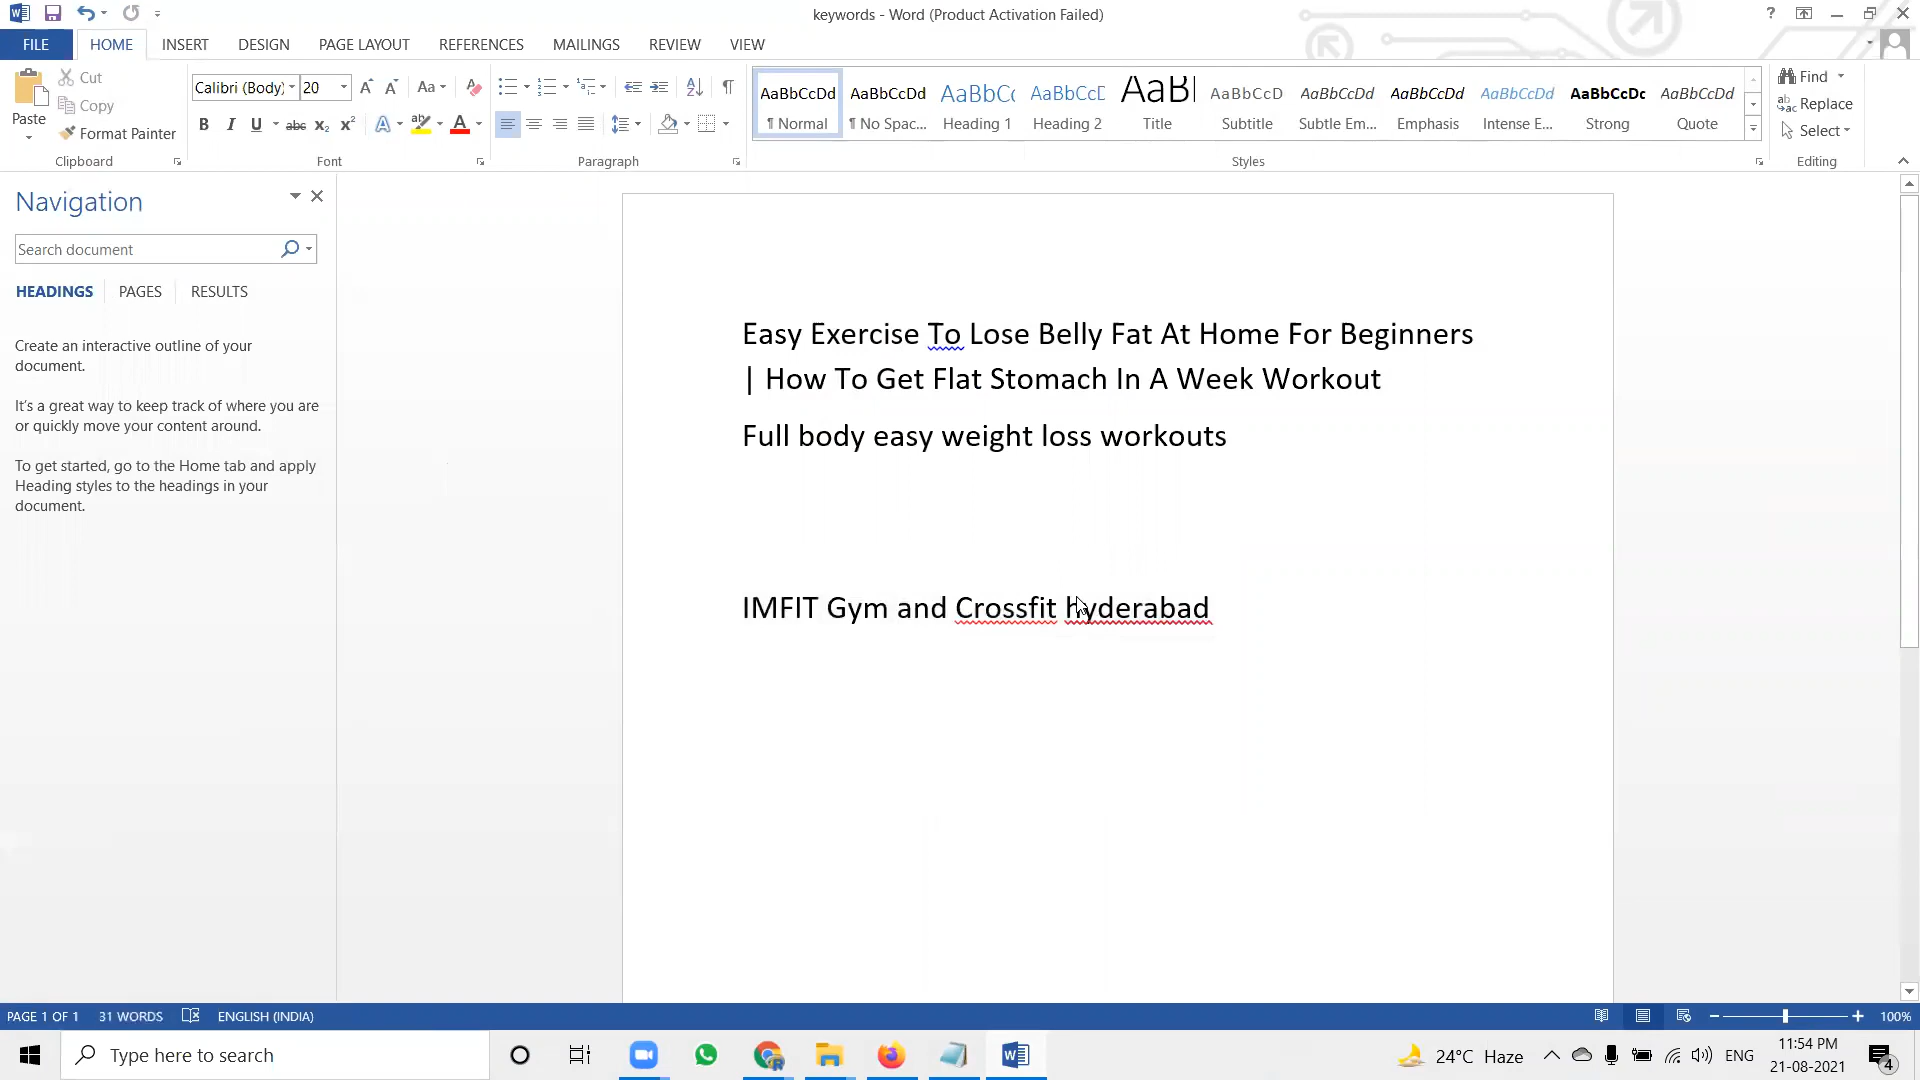 keywords - Word (Product Activation Failed)
?
FILE
HOME
INSERT
DESIGN
PAGE LAYOUT
REFERENCES
MAILINGS
REVIEW
VIEW
Paste
Cut
Copy
Format Painter
Clipboard
Calibri (Body)
20
Aa
B I U abc x₂ x² A A
Font
Paragraph
AaBbCcDd
¶ Normal
AaBbCcDd
¶ No Spac...
AaBbCc
Heading 1
AaBbCcD
Heading 2
AaBl
Title
AaBbCcD
Subtitle
AaBbCcDd
Subtle Em...
AaBbCcDd
Emphasis
AaBbCcDd
Intense E...
AaBbCcDc
Strong
AaBbCcDd
Quote
Styles
Find
Replace
Select
Editing
Navigation
Search document
HEADINGS
PAGES
RESULTS
Create an interactive outline of your
document.
It's a great way to keep track of where you are
or quickly move your content around.
To get started, go to the Home tab and apply
Heading styles to the headings in your
document.
Easy Exercise To Lose Belly Fat At Home For Beginners
| How To Get Flat Stomach In A Week Workout
Full body easy weight loss workouts
IMFIT Gym and Crossfit hyderabad
PAGE 1 OF 1
31 WORDS
ENGLISH (INDIA)
100%
Type here to search
24°C Haze
ENG
11:54 PM
21-08-2021
4